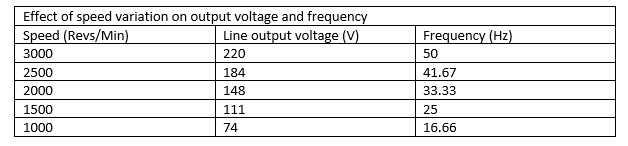 Effect of speed variation on output voltage and frequency
Speed (Revs/Min) Line output voltage (V) Frequency (Hz)
3000 220 50
2500 184 41.67
2000 148 33.33
1500 111 25
1000 74 16.66